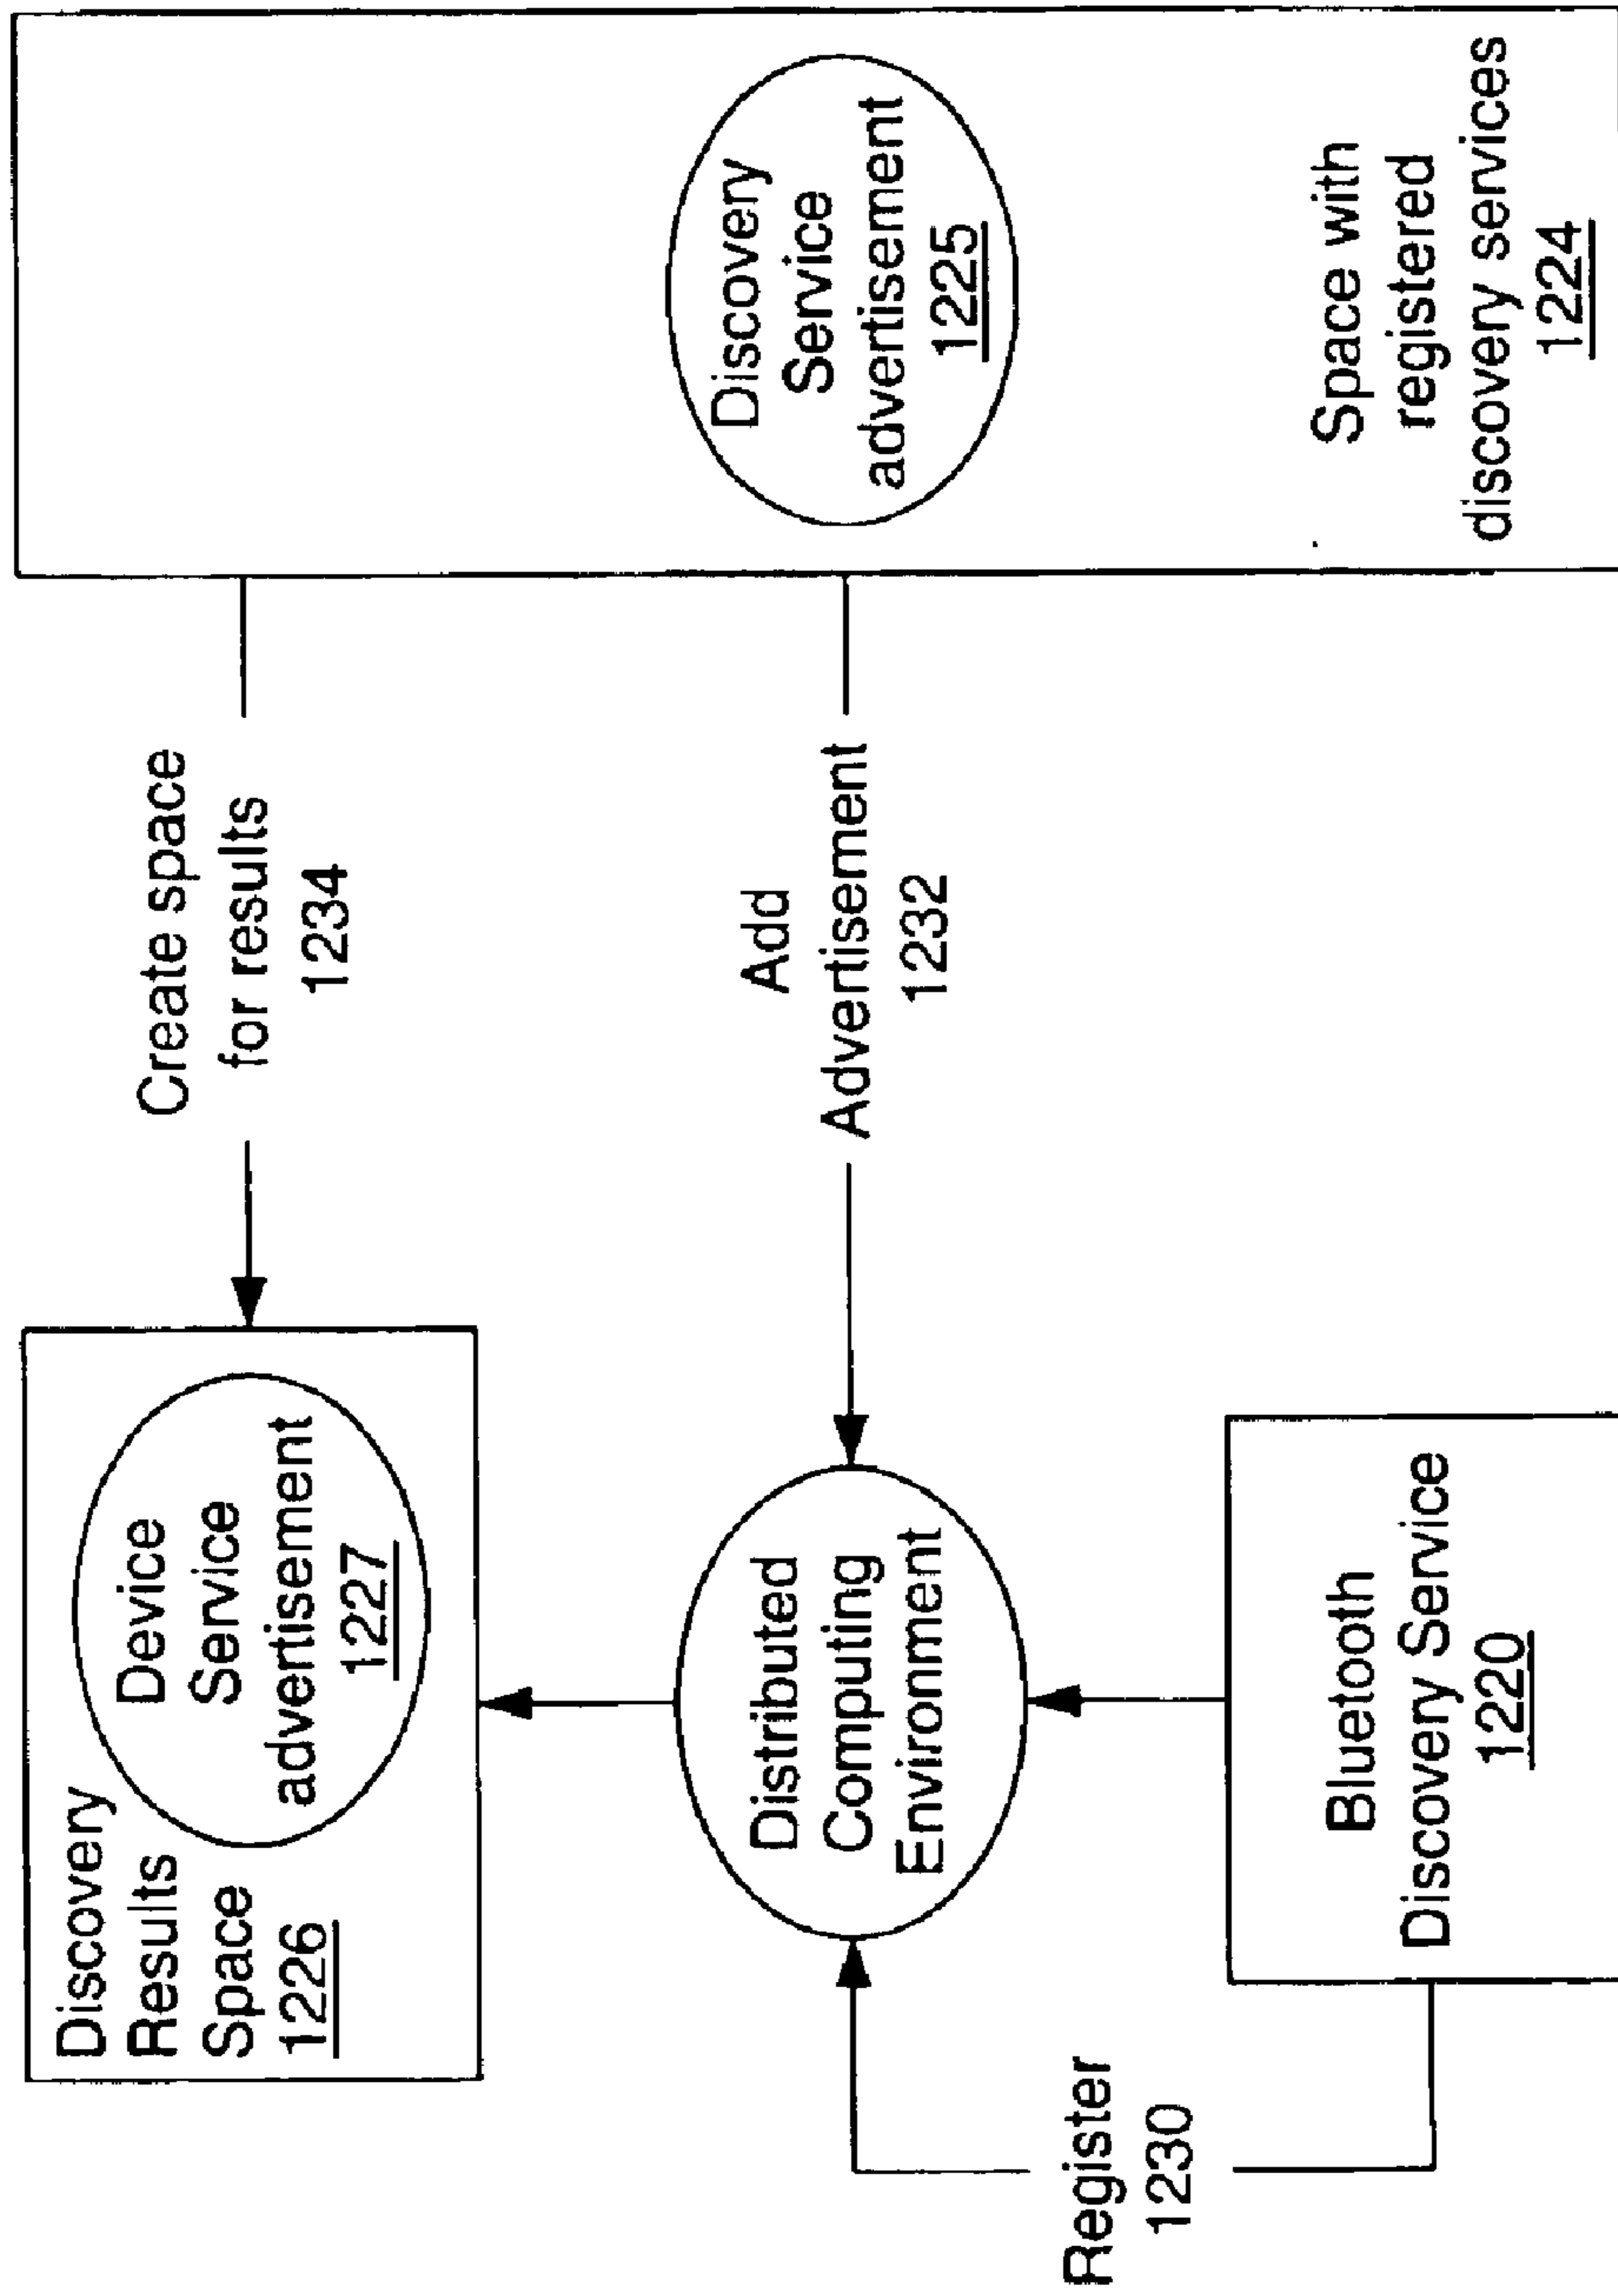 Discovery
Results
Space
1226
Device
Service
advertisement
1227
Create space
for results
1234
Register
1230
Distributed
Computing
Environment
Add
Advertisement
1232
Discovery
Service
advertisement
1225
Bluetooth
Discovery Service
1220
Space with
registered
discovery services
1224